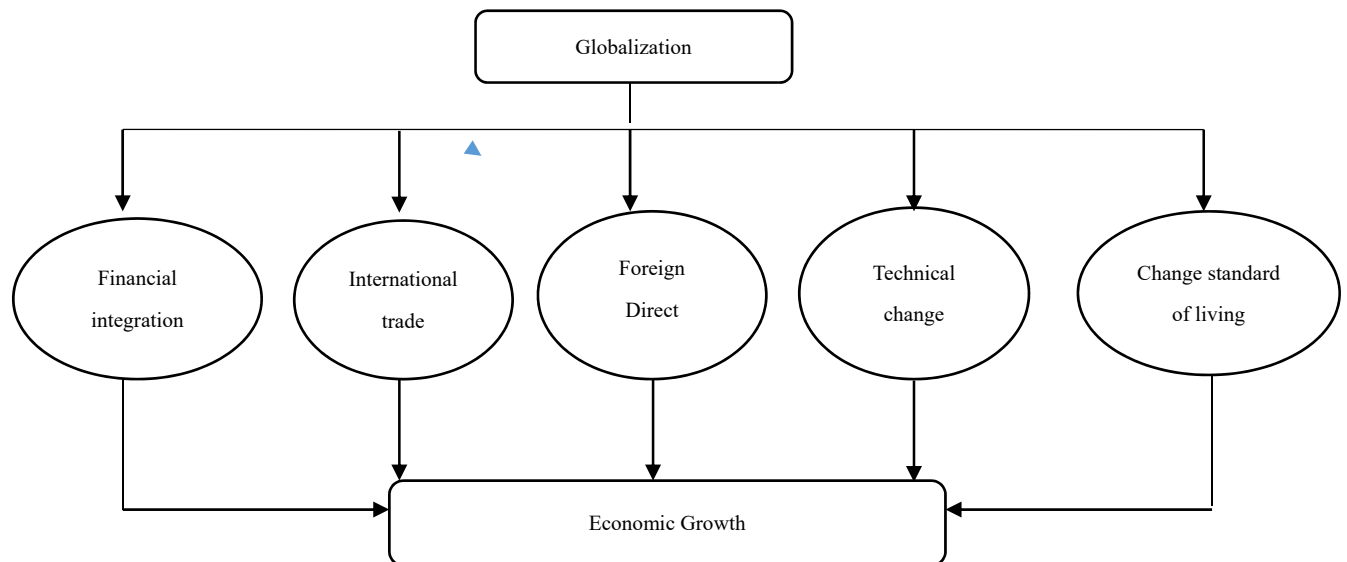 Globalization
Financial
integration
International
trade
Foreign
Direct
Technical
change
Change standard
of living
Economic Growth